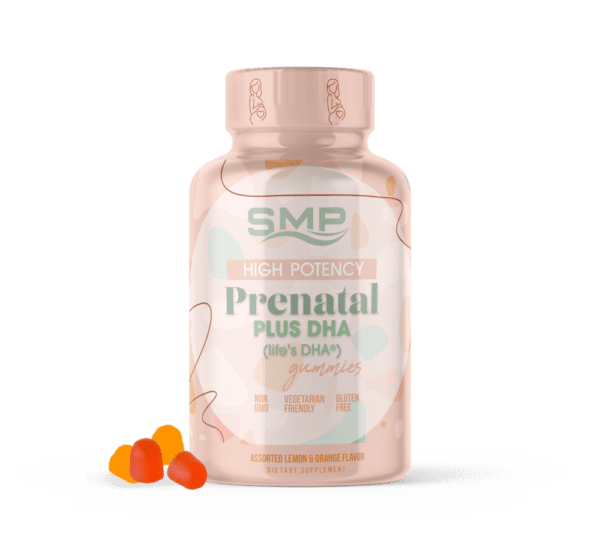 SMP
HIGH POTENCY
Prenatal
PLUS DHA
(life's DHA®)
gummies
NON GMO
VEGETARIAN FRIENDLY
GLUTEN FREE
ASSORTED LEMON & ORANGE FLAVOR
DIETARY SUPPLEMENT